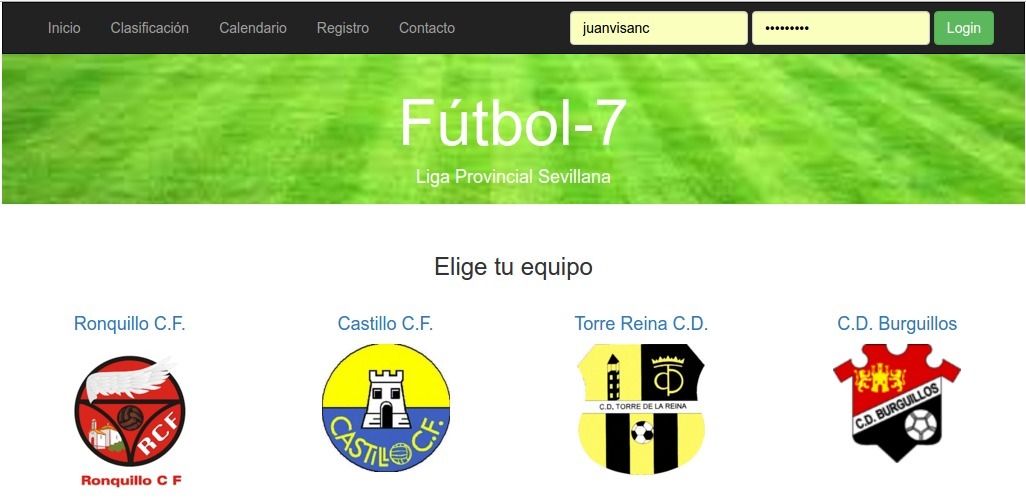 Inicio Clasificación Calendario Registro Contacto juanvisanc ••••••••• Login
Fútbol-7
Liga Provincial Sevillana
Elige tu equipo
Ronquillo C.F. Castillo C.F. Torre Reina C.D. C.D. Burguillos
RCF
Ronquillo C F
CASTILLO C.F.
C.D. TORRE DE LA REINA
C.D. BURGUILLOS